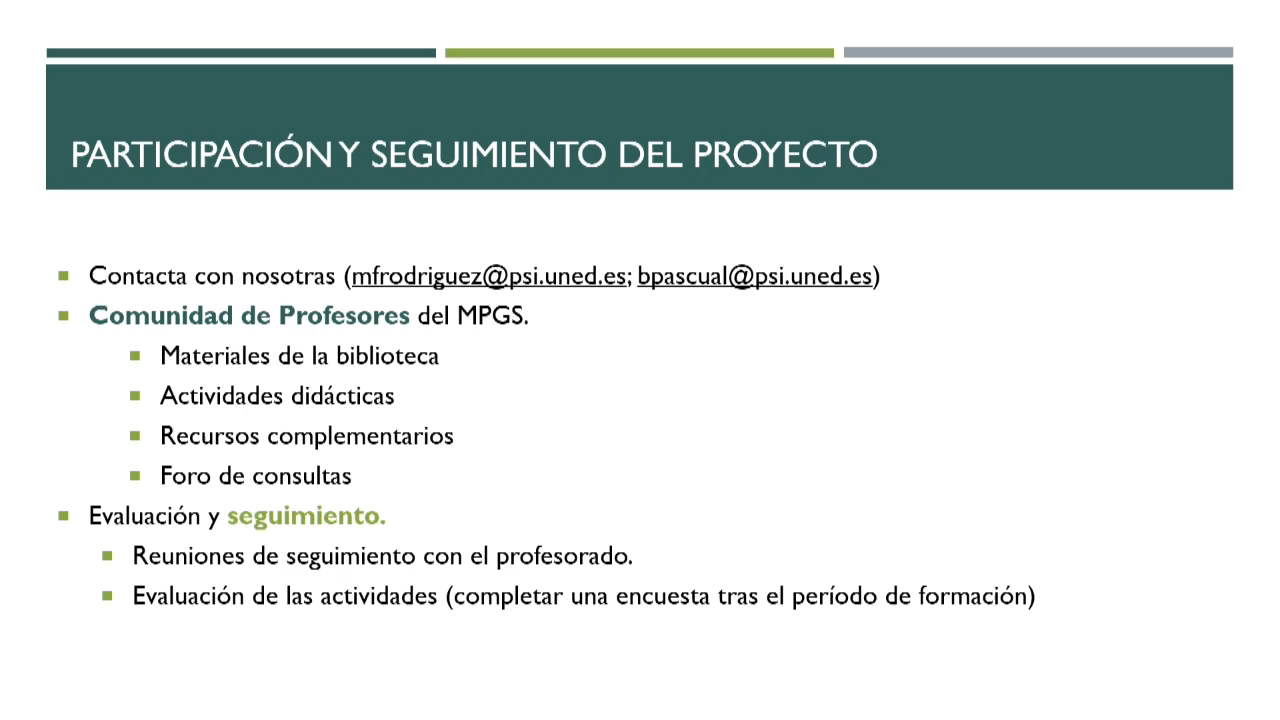 PARTICIPACIÓN Y SEGUIMIENTO DEL PROYECTO
Contacta con nosotras (mfrodriguez@psi.uned.es; bpascual@psi.uned.es)
Comunidad de Profesores del MPGS.
Materiales de la biblioteca
Actividades didácticas
Recursos complementarios
Foro de consultas
Evaluación y seguimiento.
Reuniones de seguimiento con el profesorado.
Evaluación de las actividades (completar una encuesta tras el período de formación)